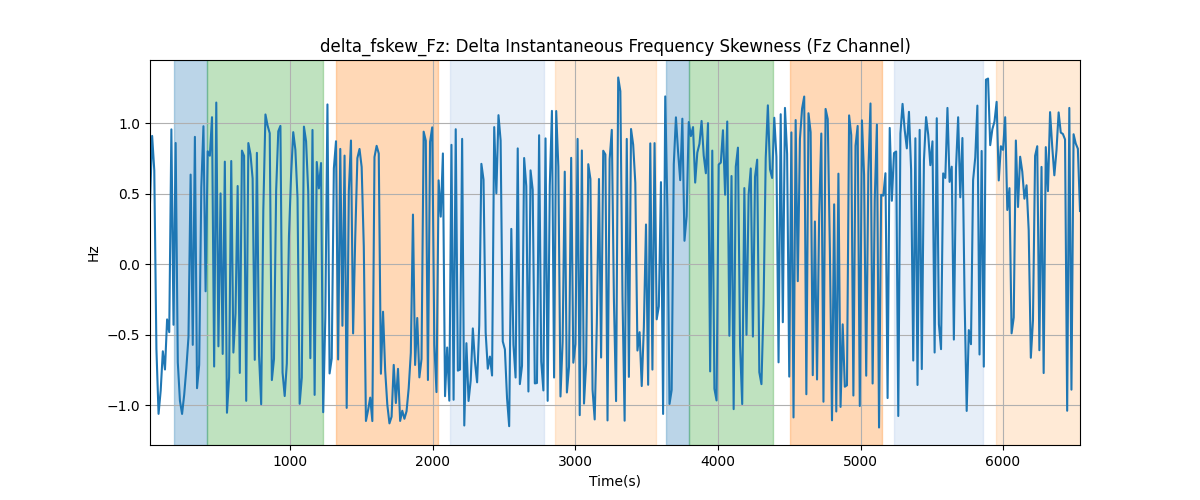 delta_fskew_Fz: Delta Instantaneous Frequency Skewness (Fz Channel)
1.0
0.5
0.0
−0.5
−1.0
Hz
1000 2000 3000 4000 5000 6000
Time(s)